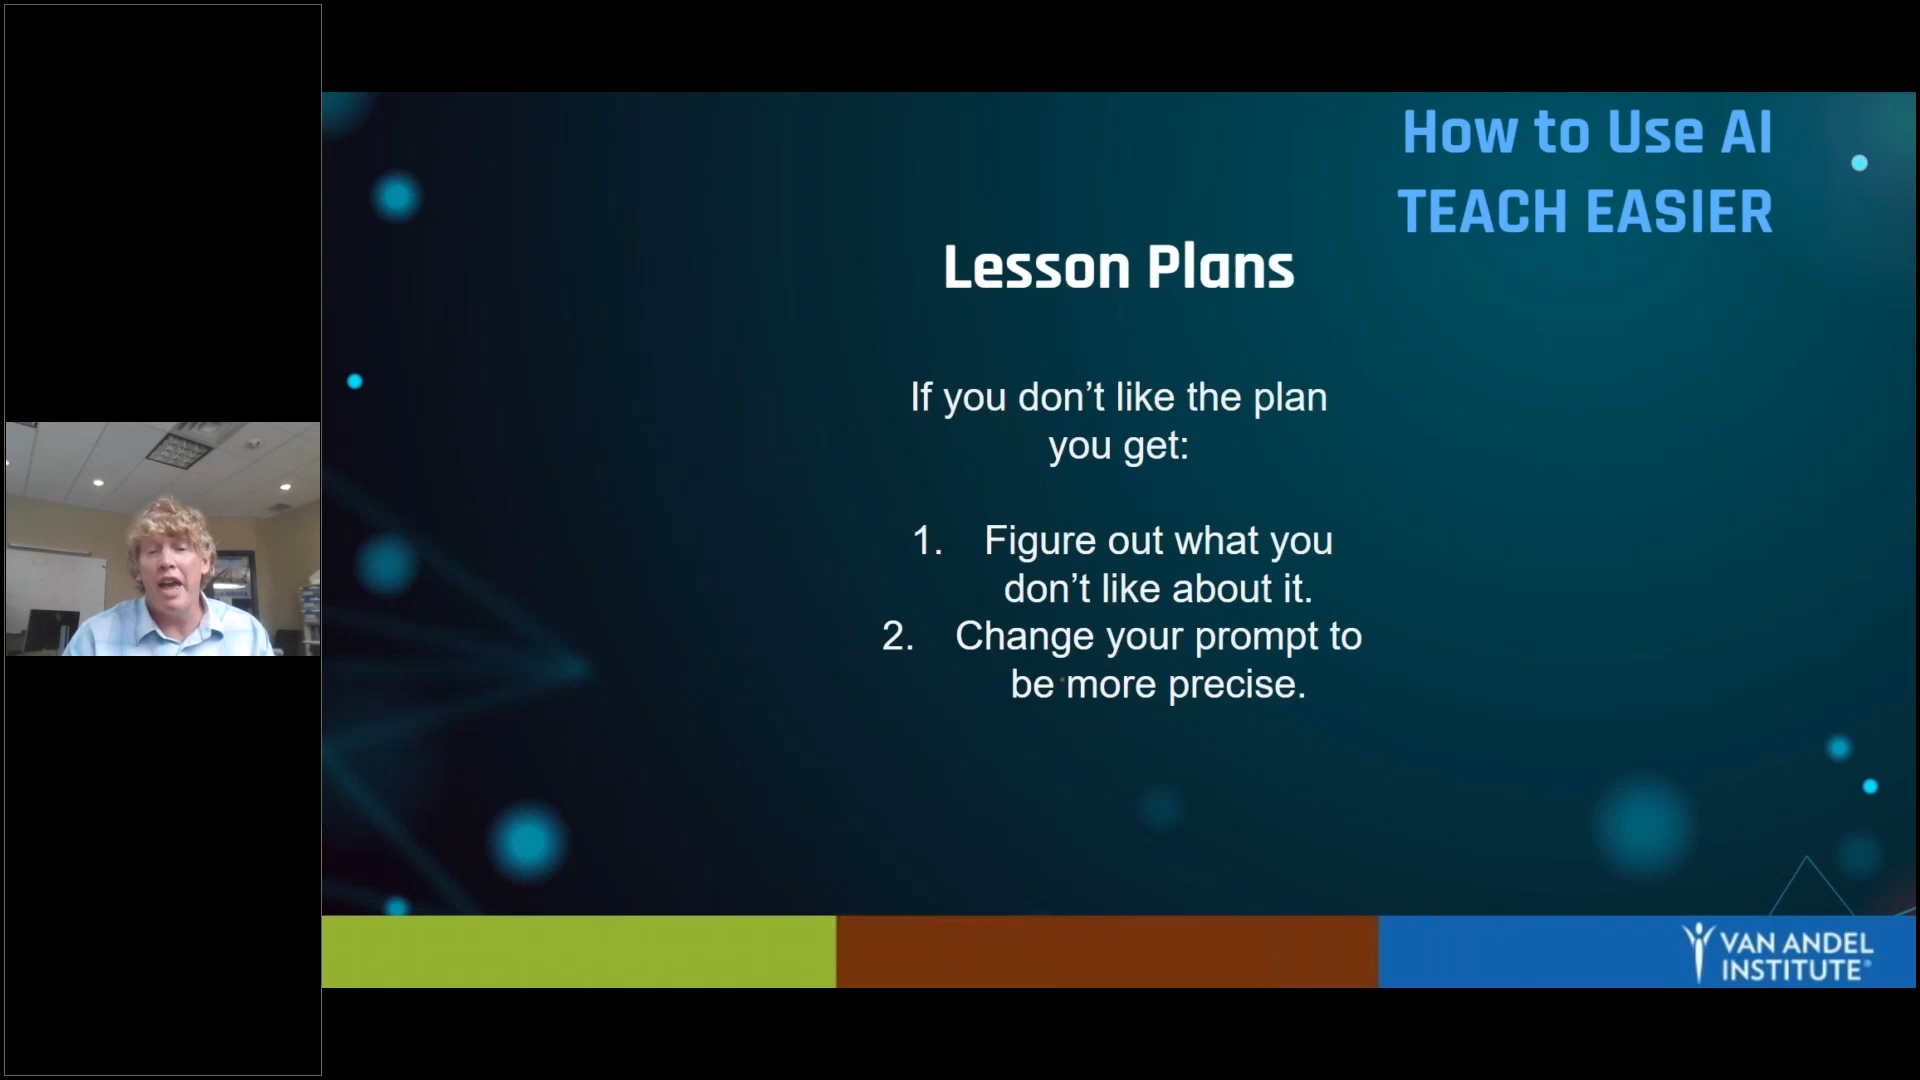 How to Use AI
TEACH EASIER
Lesson Plans
If you don’t like the plan
you get:
1. Figure out what you
don’t like about it.
2. Change your prompt to
be more precise.
VAN ANDEL
INSTITUTE®